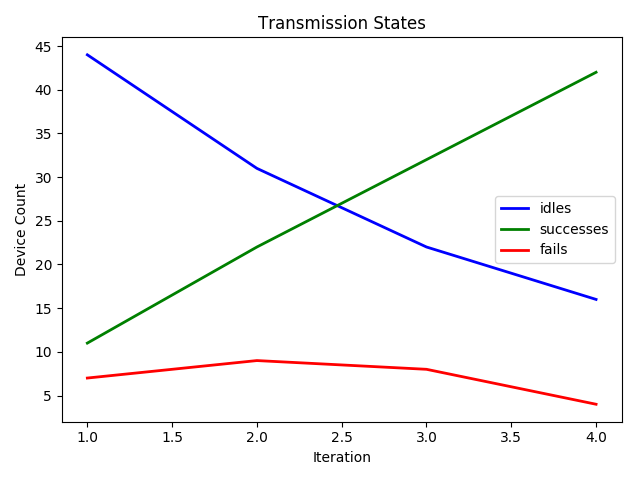 Transmission States
45
40
35
30
25
20
15
10
5
Device Count
idles
successes
fails
1.0 1.5 2.0 2.5 3.0 3.5 4.0
Iteration